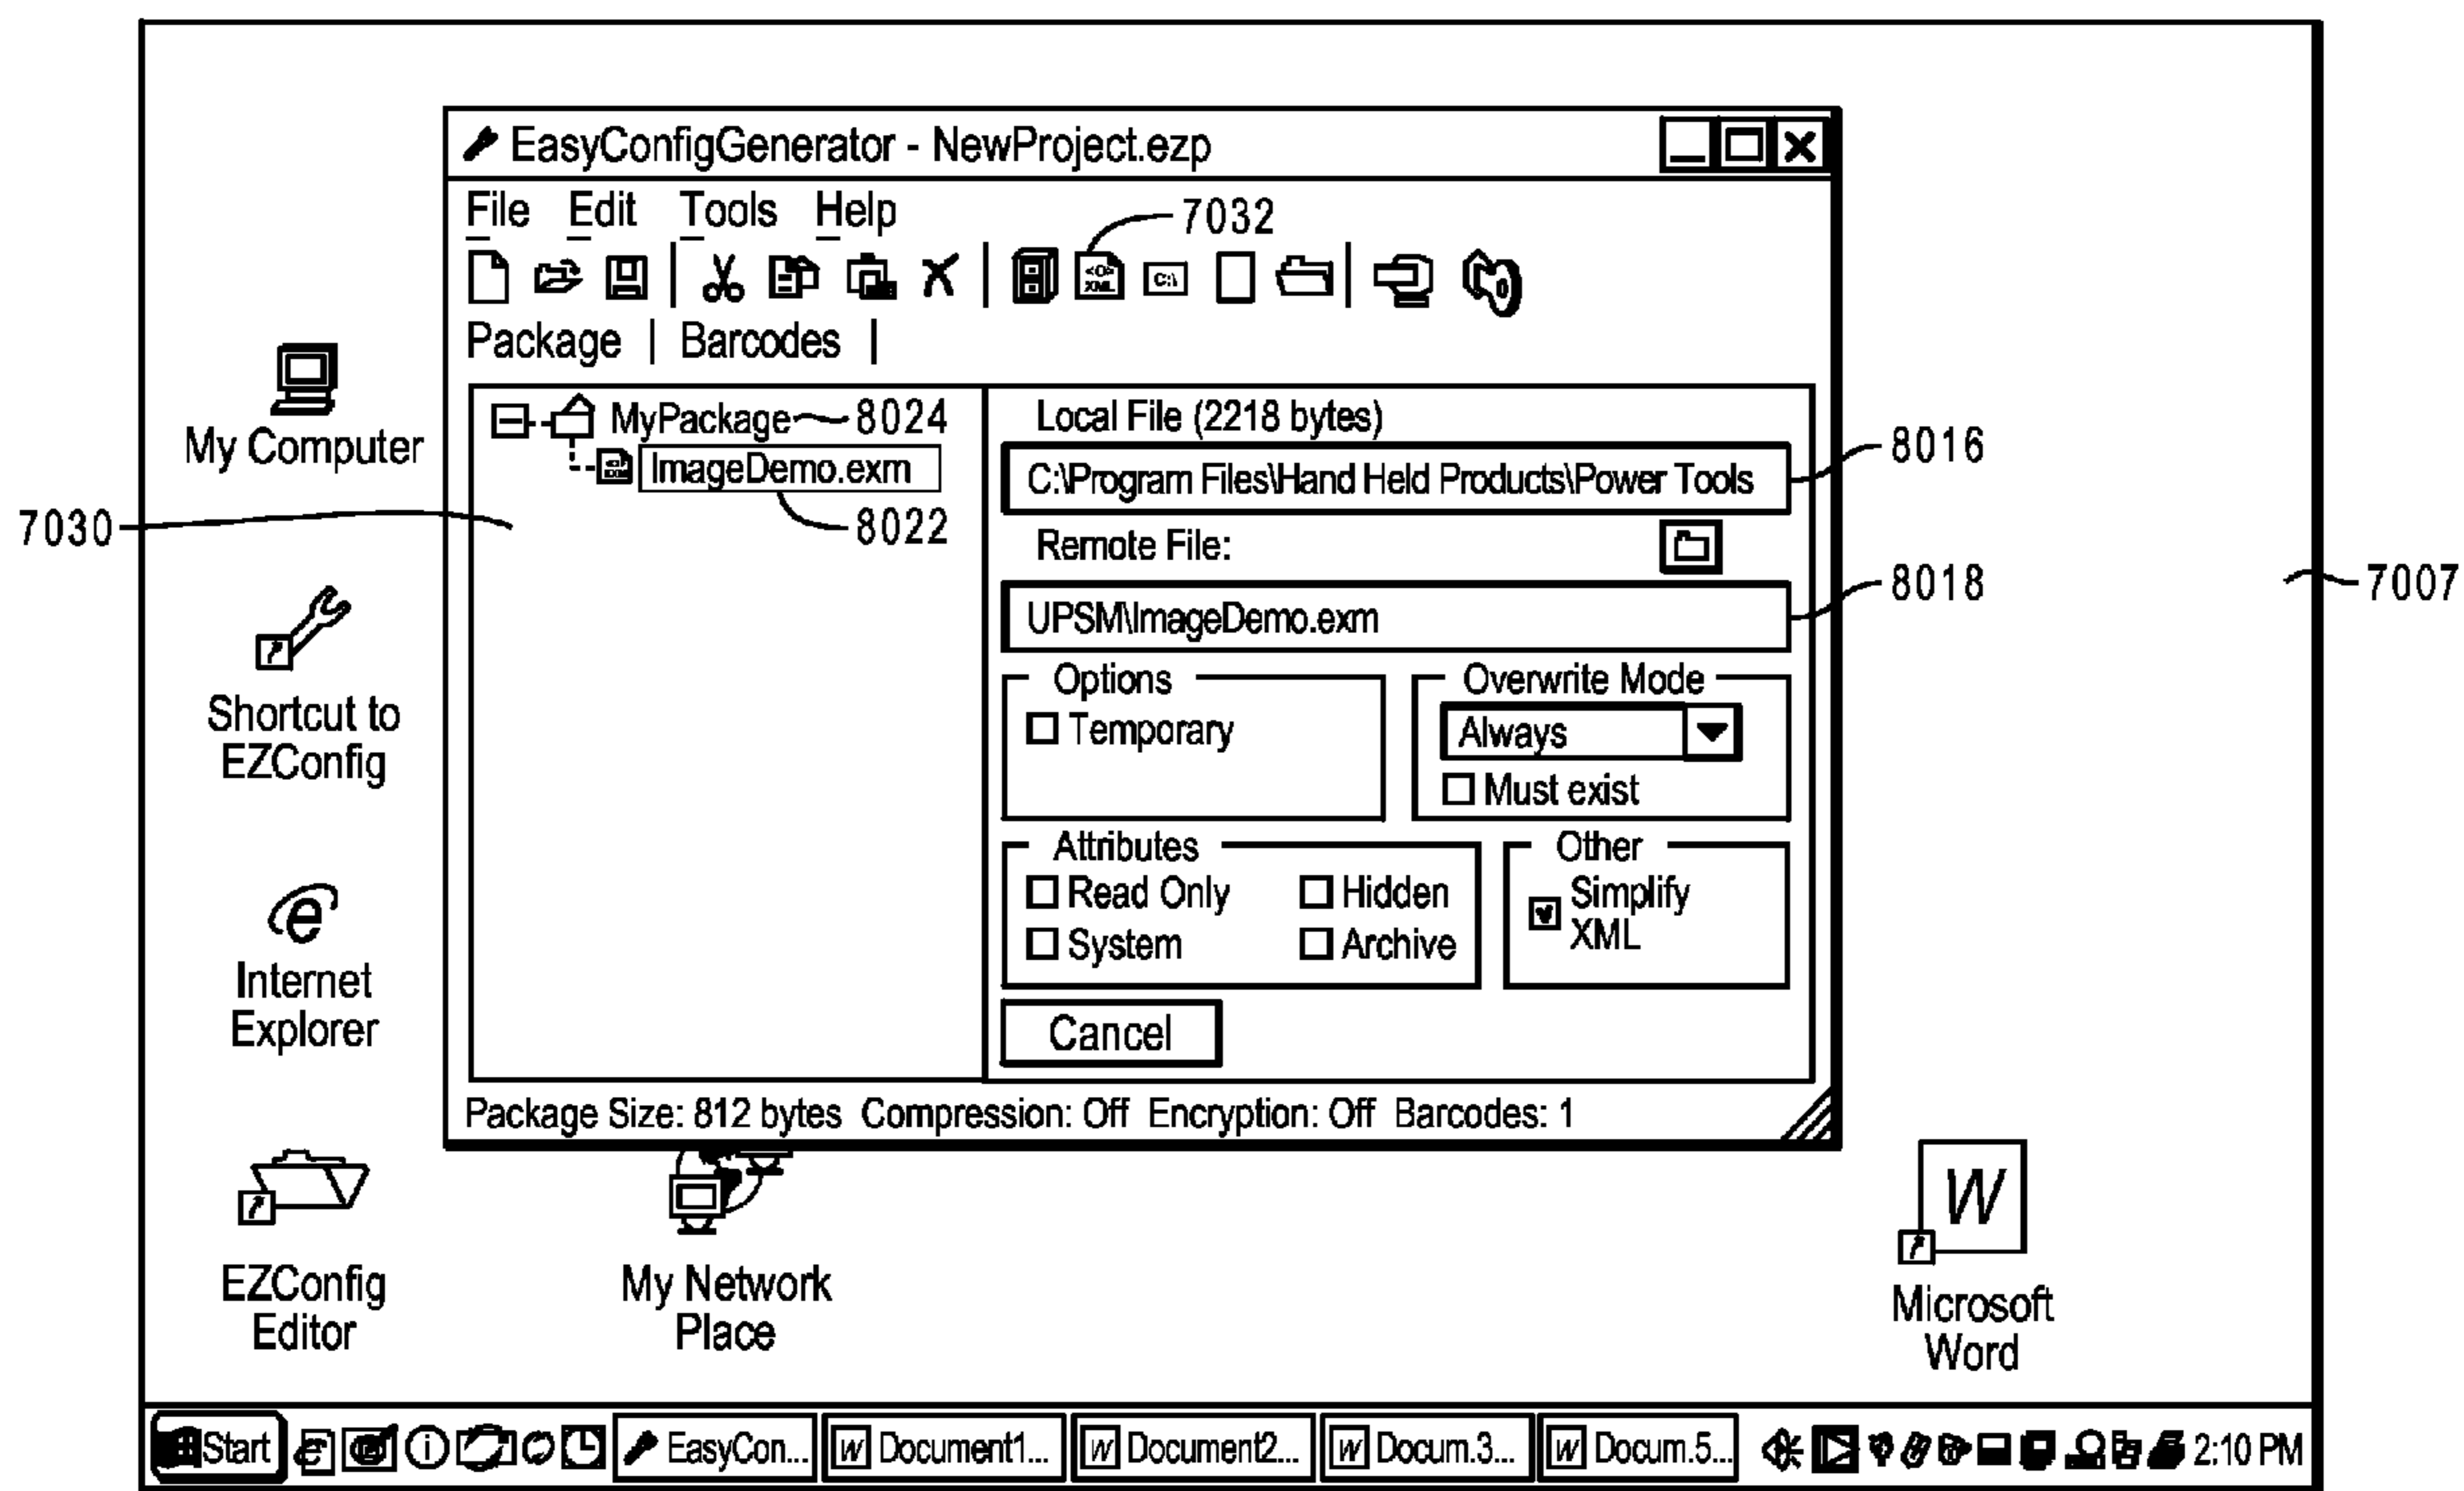 EasyConfigGenerator - NewProject.ezp
File Edit Tools Help
7032
<O>
XML
C:\
Package | Barcodes |
My Computer
MyPackage 8024
ImageDemo.exm
8022
7030
Local File (2218 bytes)
8016
C:\Program Files\Hand Held Products\Power Tools
Remote File:
8018
7007
UPSM\ImageDemo.exm
Options
Temporary
Overwrite Mode
Always
Must exist
Shortcut to
EZConfig
Attributes
Read Only Hidden
System Archive
Other
Simplify
XML
e
Internet
Explorer
Cancel
Package Size: 812 bytes Compression: Off Encryption: Off Barcodes: 1
EZConfig
Editor
My Network
Place
W
Microsoft
Word
Start e i EasyCon... W Document1... W Document2... W Docum.3... W Docum.5... 2:10 PM